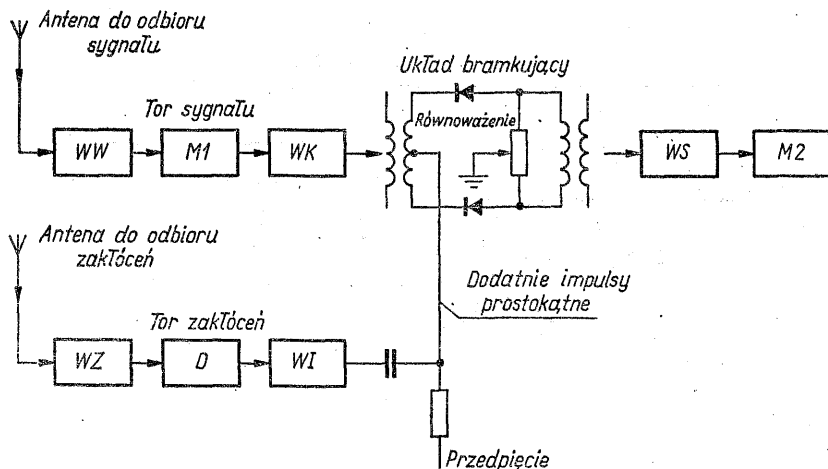 Antena do odbioru
sygnału
Układ bramkujący
Tor sygnału
Równoważenie
WW
M1
WK
WS
M2
Antena do odbioru
zakłóceń
Dodatnie impulsy
prostokątne
Tor zakłóceń
WZ
D
WI
Przedpięcie